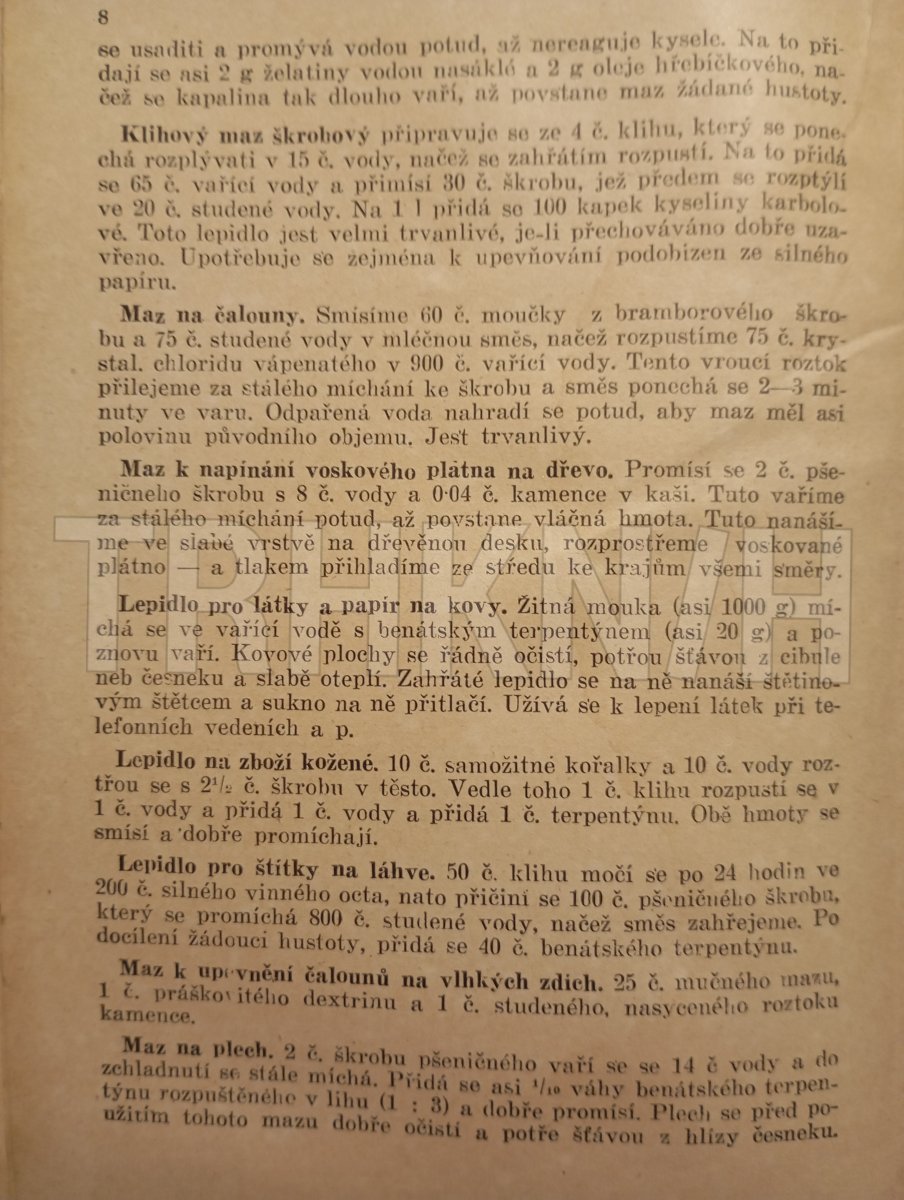 8
se usaditi a promývá vodou potud, až nereaguje kysele. Na to při-
dají se asi 2 g želatiny vodou nasáklé a 2 g oleje hřebíčkového, na-
čež se kapalina tak dlouho vaří, až povstane maz žádané hustoty.
Klihový maz škrobový připravuje se ze 4 č. klihu, který se pone-
chá rozplývati v 15 č. vody, načež se zahřátím rozpustí. Na to přidá
se 65 č. vařící vody a přimísí 30 č. škrobu, jež předem se rozptýlí
ve 20 č. studené vody. Na 1 l přidá se 100 kapek kyseliny karbolo-
vé. Toto lepidlo jest velmi trvanlivé, je-li přechováváno dobře uza-
vřeno. Upotřebuje se zejména k upevňování podobizen ze silného
papíru.
Maz na čalouny. Smísíme 60 č. moučky z bramborového škro-
bu a 75 č. studené vody v mléčnou směs, načež rozpustíme 75 č. kry-
stal. chloridu vápenatého v 900 č. vařící vody. Tento vroucí roztok
přilejeme za stálého míchání ke škrobu a směs ponechá se 2—3 mi-
nuty ve varu. Odpařená voda nahradí se potud, aby maz měl asi
polovinu původního objemu. Jest trvanlivý.
Maz k napínání voskového plátna na dřevo. Promísí se 2 č. pše-
ničneho škrobu s 8 č. vody a 0·04 č. kamence v kaši. Tuto vaříme
za stálého míchání potud, až povstane vláčná hmota. Tuto nanáší-
me ve slabé vrstvě na dřevěnou desku, rozprostřeme voskované
plátno — a tlakem přihladíme ze středu ke krajům všemi směry.
Lepidlo pro látky a papír na kovy. Žitná mouka (asi 1000 g) mí-
chá se ve vařící vodě s benátským terpentýnem (asi 20 g) a po-
znovu vaří. Kovové plochy se řádně očistí, potřou šťávou z cibule
neb česneku a slabě oteplí. Zahřáté lepidlo se na ně nanáší štětino-
vým štětcem a sukno na ně přitlačí. Užívá se k lepení látek při te-
lefonních vedeních a p.
Lepidlo na zboží kožené. 10 č. samožitné kořalky a 10 č. vody roz-
třou se s 2½ č. škrobu v těsto. Vedle toho 1 č. klihu rozpustí se v
1 č. vody a přidá 1 č. vody a přidá 1 č. terpentýnu. Obě hmoty se
smísí a dobře promíchají.
Lepidlo pro štítky na láhve. 50 č. klihu močí se po 24 hodin ve
200 č. silného vinného octa, nato přičiní se 100 č. pšeničného škrobu,
který se promíchá 800 č. studené vody, načež směs zahřejeme. Po
docílení žádoucí hustoty, přidá se 40 č. benátského terpentýnu.
Maz k upevnění čalounů na vlhkých zdich. 25 č. mučného mazu,
1 č. práškovitého dextrinu a 1 č. studeného, nasyceného roztoku
kamence.
Maz na plech. 2 č. škrobu pšeničného vaří se se 14 č vody a do
zchladnutí se stále míchá. Přidá se asi ¹/₁₀ váhy benátského terpen-
týnu rozpuštěného v lihu (1 : 3) a dobře promísí. Plech se před po-
užitím tohoto mazu dobře očistí a potře šťávou z hlízy česneku.